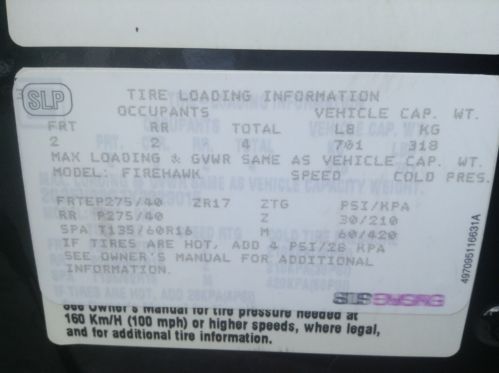 SLP
TIRE LOADING INFORMATION
OCCUPANTS VEHICLE CAP. WT.
FRT RR TOTAL LB KG
2 2 4 701 318
MAX LOADING & GVWR SAME AS VEHICLE CAP. WT.
MODEL: FIREHAWK SPEED COLD PRES.
FRTEP275/40 ZR17 ZTG PSI/KPA
RR P275/40 Z 30/210
SPA T135/60R16 M 60/420
IF TIRES ARE HOT, ADD 4 PSI/28 KPA
SEE OWNER'S MANUAL FOR ADDITIONAL
INFORMATION.
497095116631A
See Owner's Manual for tire pressure needed at
160 Km/H (100 mph) or higher speeds, where legal,
and for additional tire information.